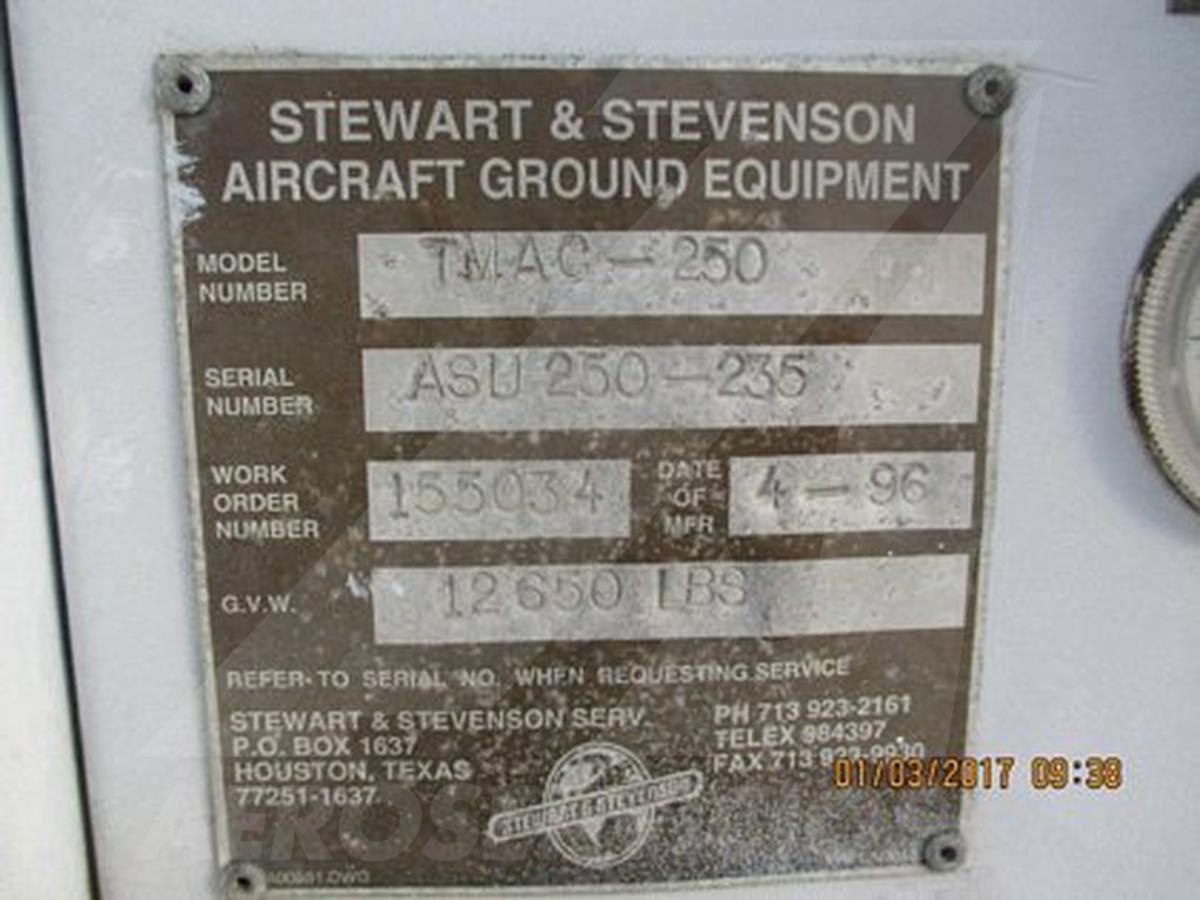 STEWART & STEVENSON
AIRCRAFT GROUND EQUIPMENT
MODEL NUMBER TMAC-250
SERIAL NUMBER ASU 250-235
WORK ORDER NUMBER 155034 DATE OF MFR 4-96
G.V.W. 12650 LBS
REFER TO SERIAL NO. WHEN REQUESTING SERVICE
STEWART & STEVENSON SERV.
P.O. BOX 1637
HOUSTON, TEXAS
77251-1637
PH 713 923-2161
TELEX 984397
FAX 713
STEWART & STEVENSON
01/03/2017 09:38